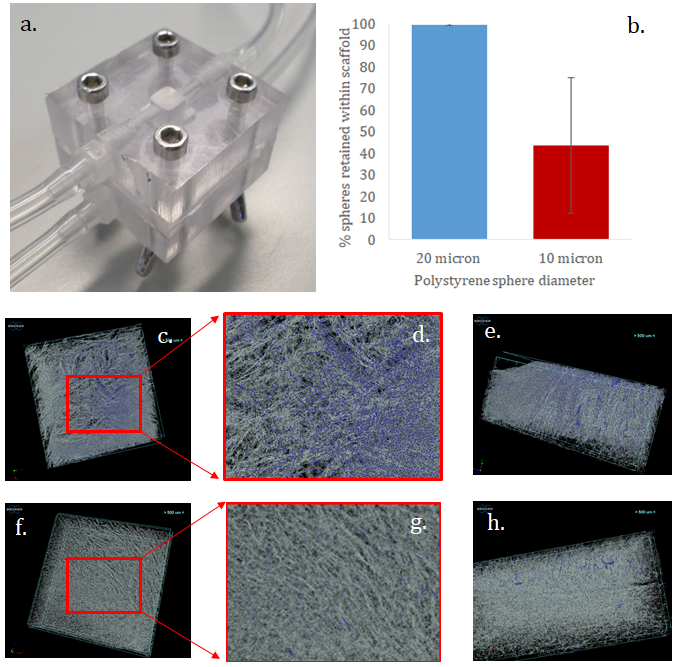 a.
b.
% spheres retained within scaffold
100
90
80
70
60
50
40
30
20
10
0
20 micron
10 micron
Polystyrene sphere diameter
c.
d.
e.
> 500 um <
f.
g.
h.
> 500 um <
> 500 um <